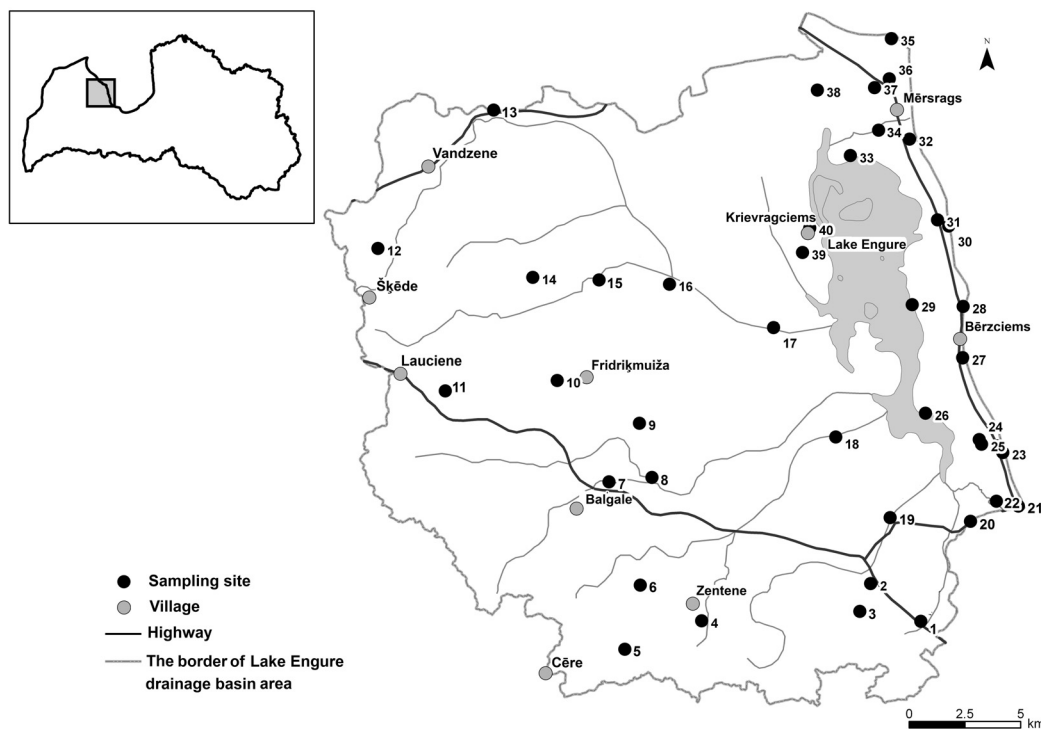 N
35
36
37
38
Mērsrags
13
34
32
33
Vandzene
Krievragciems
40
Lake Engure
31
30
12
39
Šķēde
14
15
16
29
28
17
Bērzciems
27
Lauciene
Fridriķmuiža
10
11
26
9
24
18
25
23
8
7
Balgale
22
21
19
20
6
2
Zentene
3
4
1
5
Cēre
Sampling site
Village
Highway
The border of Lake Engure
drainage basin area
0 2.5 5
km